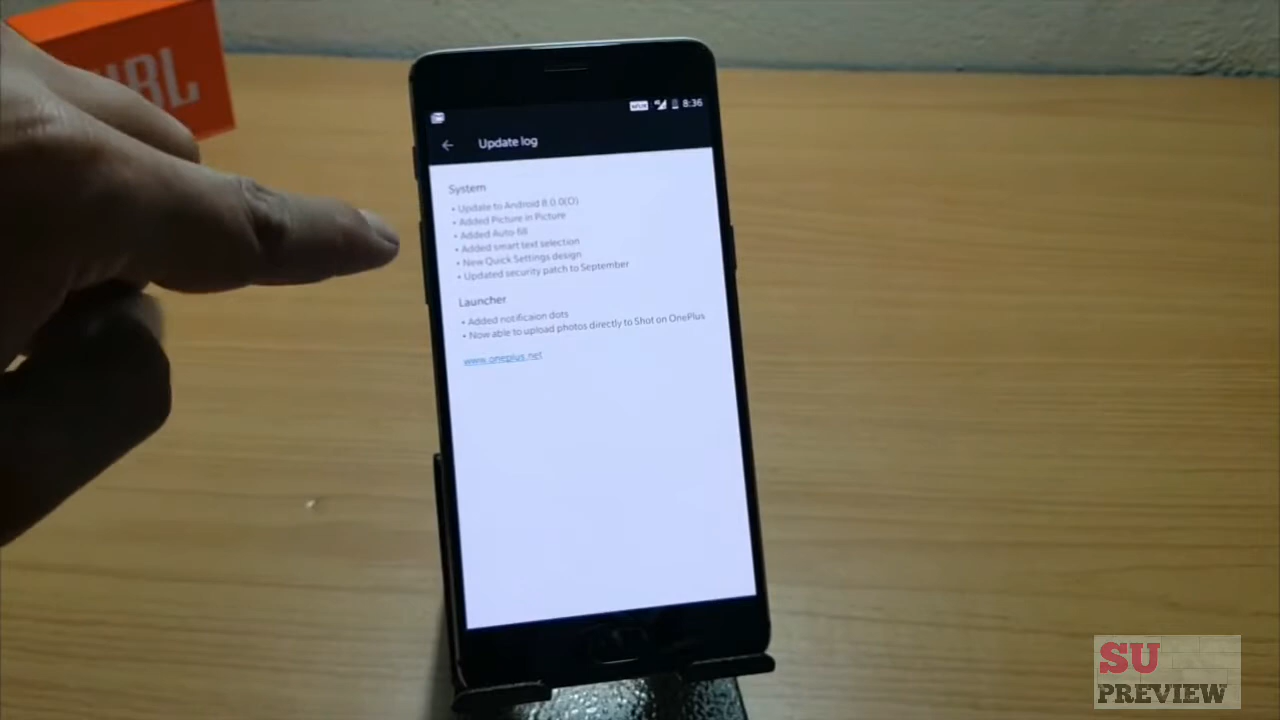 JBL
8:36
Update log
System
• Update to Android 8.0.0(O)
• Added Picture in Picture
• Added Auto-fill
• Added smart text selection
• New Quick Settings design
• Updated security patch to September
Launcher
• Added notificaion dots
• Now able to upload photos directly to Shot on OnePlus
www.oneplus.net
SU
PREVIEW